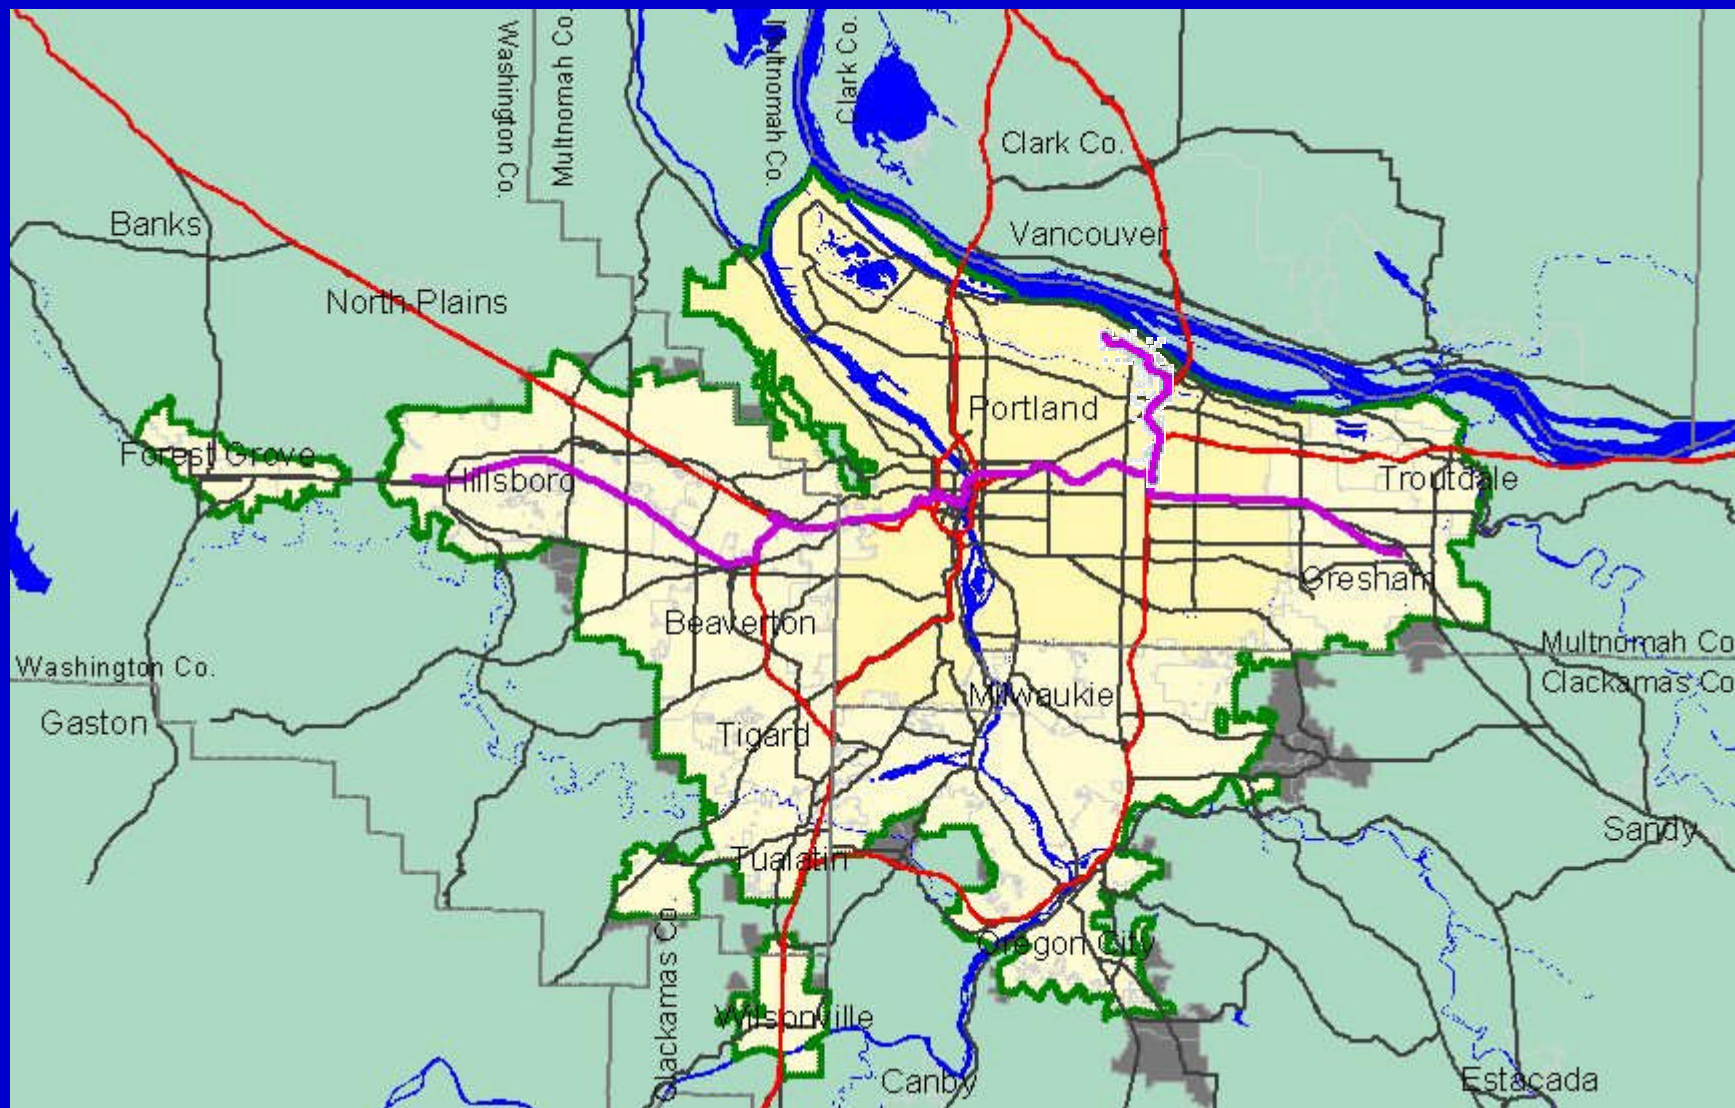 Washington Co.
Multnomah Co.
Multnomah Co.
Clark Co.
Clark Co.
Banks
Vancouver
North Plains
Portland
Forest Grove
Hillsboro
Troutdale
Gresham
Beaverton
Multnomah Co
Washington Co.
Clackamas Co
Milwaukie
Gaston
Tigard
Sandy
Tualatin
Clackamas Co.
Oregon City
Wilsonville
Canby
Estacada